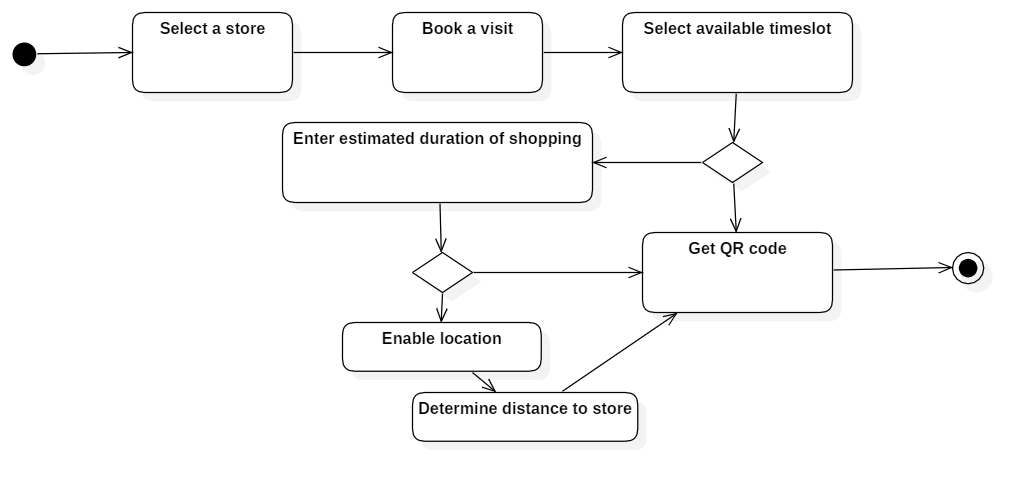 Select a store
Book a visit
Select available timeslot
Enter estimated duration of shopping
Get QR code
Enable location
Determine distance to store